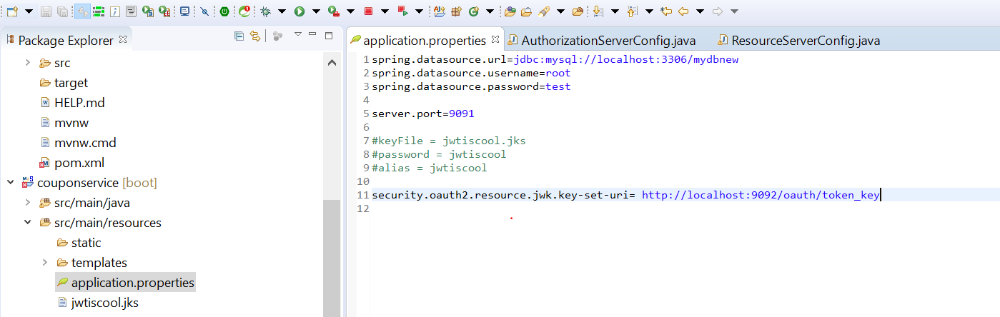 Package Explorer
src
target
HELP.md
mvnw
mvnw.cmd
pom.xml
couponservice [boot]
src/main/java
src/main/resources
static
templates
application.properties
jwtiscool.jks
application.properties
AuthorizationServerConfig.java
ResourceServerConfig.java
1 spring.datasource.url=jdbc:mysql://localhost:3306/mydbnew
2 spring.datasource.username=root
3 spring.datasource.password=test
4
5 server.port=9091
6
7 #keyFile = jwtiscool.jks
8 #password = jwtiscool
9 #alias = jwtiscool
10
11 security.oauth2.resource.jwk.key-set-uri= http://localhost:9092/oauth/token_key
12